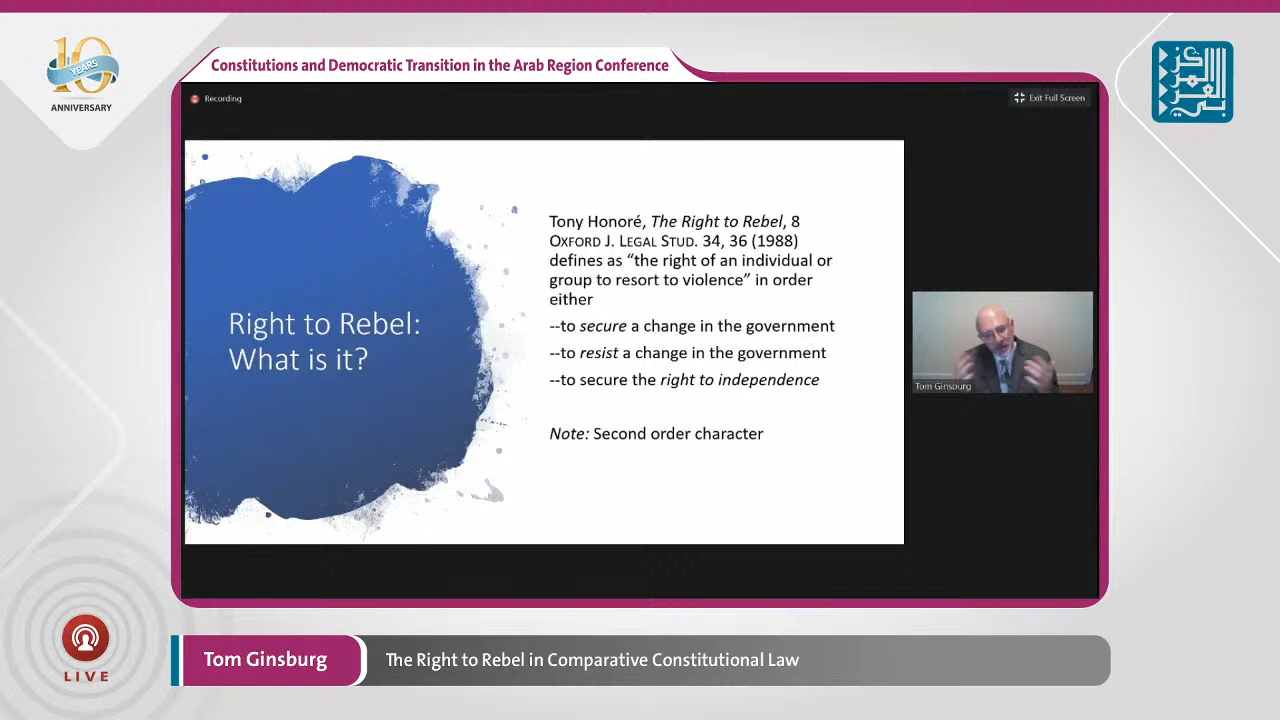 10
YEARS
ANNIVERSARY
Constitutions and Democratic Transition in the Arab Region Conference
المركز العربي
Recording
Exit Full Screen
Right to Rebel:
What is it?
Tony Honoré, The Right to Rebel, 8
OXFORD J. LEGAL STUD. 34, 36 (1988)
defines as “the right of an individual or
group to resort to violence” in order
either
--to secure a change in the government
--to resist a change in the government
--to secure the right to independence
Note: Second order character
Tom Ginsburg
LIVE
Tom Ginsburg
The Right to Rebel in Comparative Constitutional Law